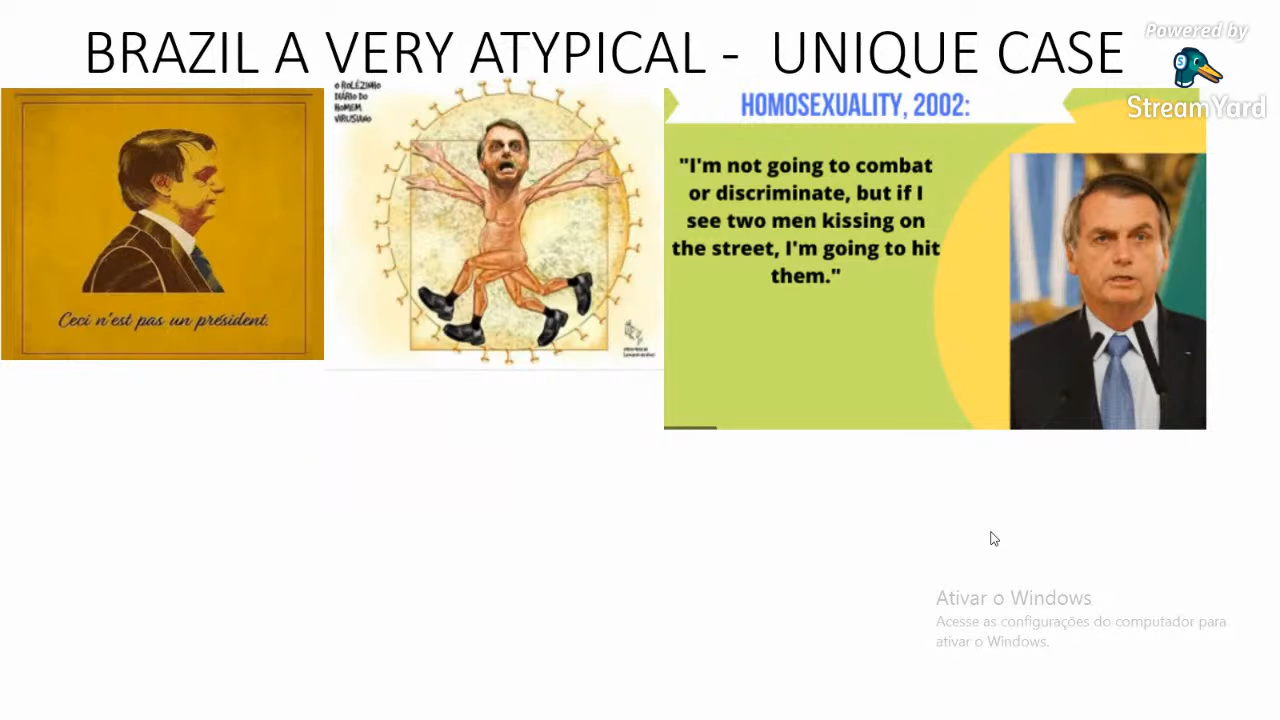 BRAZIL A VERY ATYPICAL - UNIQUE CASE
Powered by
StreamYard
Ceci n'est pas un président.
O ROLÉZINHO
DIÁRIO DO
HOMEM
VIRUSIANO
HOMOSEXUALITY, 2002:
"I'm not going to combat
or discriminate, but if I
see two men kissing on
the street, I'm going to hit
them."
Ativar o Windows
Acesse as configurações do computador para
ativar o Windows.